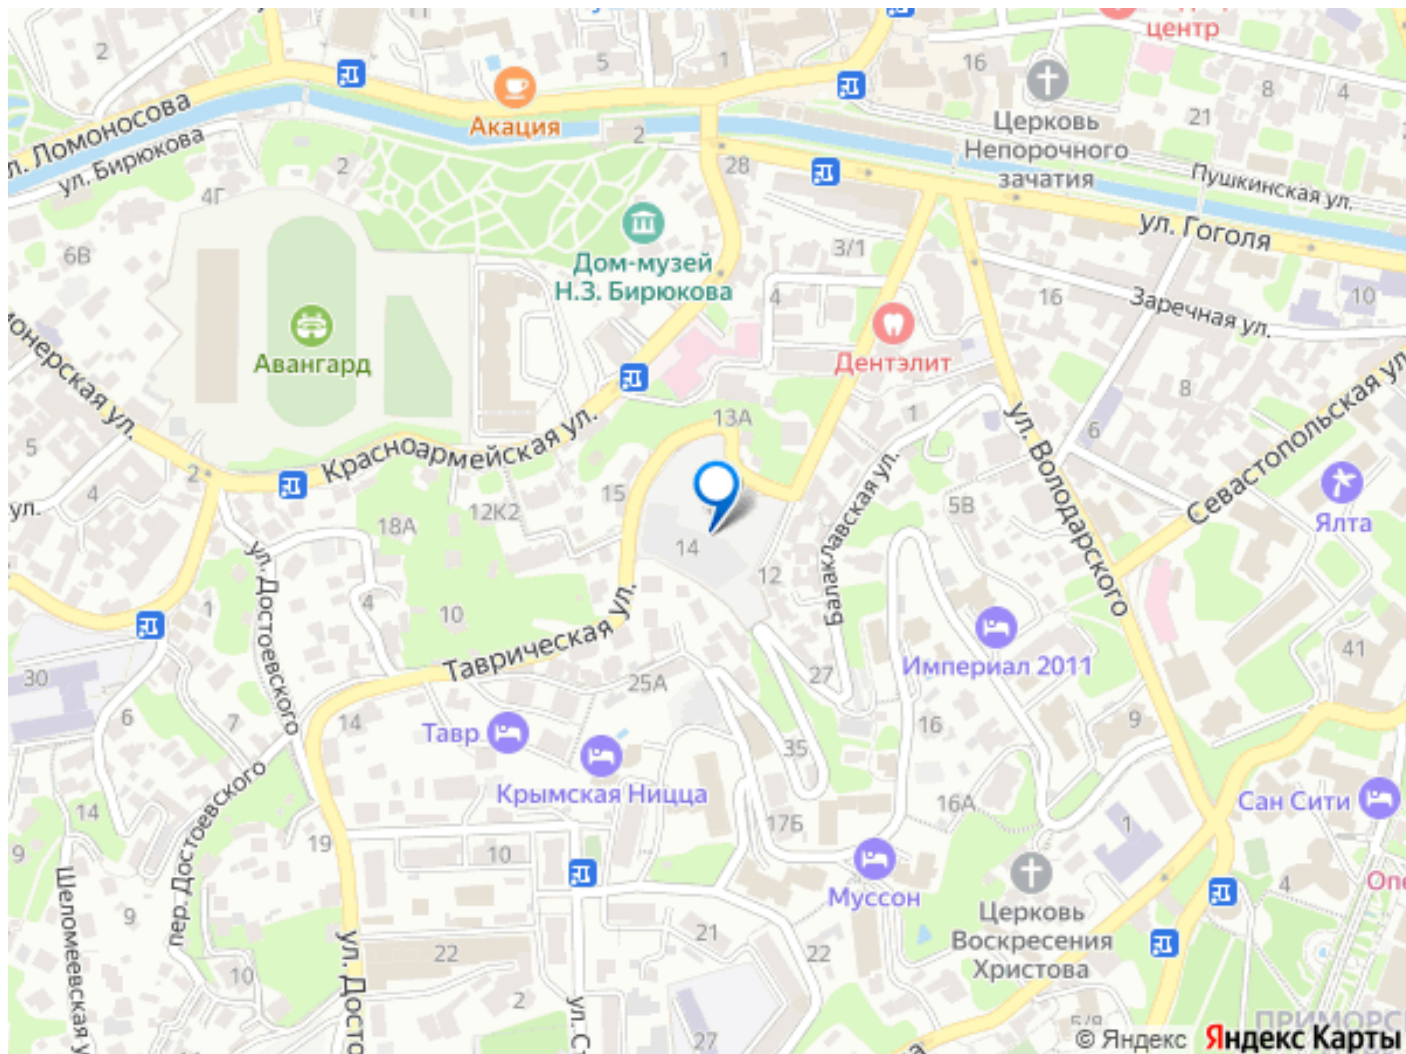 центр
2
5
1
16
8
4
21
Акация
Церковь
Непорочного
зачатия
ул. Ломоносова
ул. Бирюкова
2
2
28
4Г
Пушкинская ул.
ул. Гоголя
3/1
6В
Дом-музей
Н.З. Бирюкова
4
16
Заречная ул.
10
Авангард
Дентэлит
8
13А
1
6
5
Красноармейская ул.
ул. Володарского
Севастопольская ул
2
4
15
12К2
18А
5В
Балаклавская ул.
Ялта
ул.
14
12
ул. Достоевского
1
4
10
Таврическая ул.
Империал 2011
41
30
25А
27
6
7
14
Тавр
16
9
35
Крымская Ницца
пер. Достоевского
16А
Сан Сити
14
19
10
17Б
1
9
Муссон
4
Шеломеевская у
9
Церковь
Воскресения
Христова
21
22
22
10
ул. Досто
2
ул.С
27
ПРИМОРС
© Яндекс Яндекс Карты